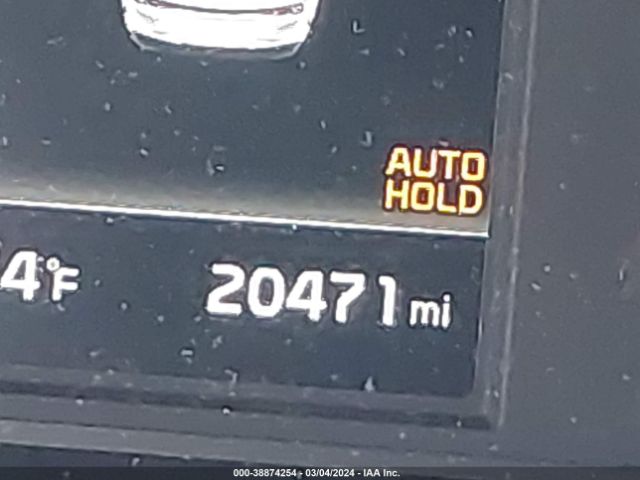 AUTO
HOLD
4°F
20471 mi
000-38874254 - 03/04/2024 - IAA Inc.